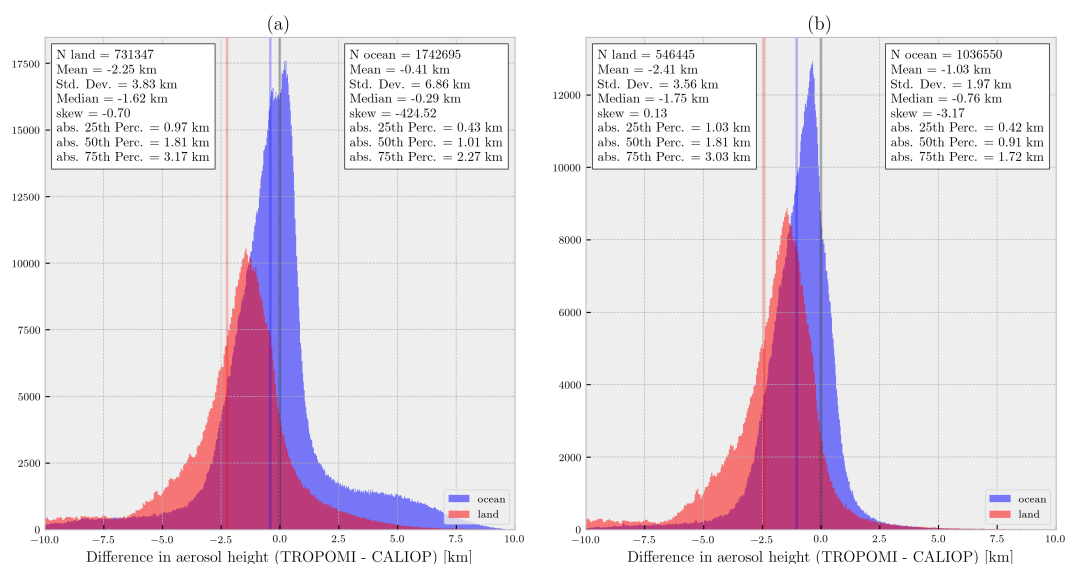 (a)
N land = 731347
Mean = -2.25 km
Std. Dev. = 3.83 km
Median = -1.62 km
skew = -0.70
abs. 25th Perc. = 0.97 km
abs. 50th Perc. = 1.81 km
abs. 75th Perc. = 3.17 km
N ocean = 1742695
Mean = -0.41 km
Std. Dev. = 6.86 km
Median = -0.29 km
skew = -424.52
abs. 25th Perc. = 0.43 km
abs. 50th Perc. = 1.01 km
abs. 75th Perc. = 2.27 km
17500
15000
12500
10000
7500
5000
2500
0
ocean
land
−10.0 −7.5 −5.0 −2.5 0.0 2.5 5.0 7.5 10.0
Difference in aerosol height (TROPOMI - CALIOP) [km]
(b)
N land = 546445
Mean = -2.41 km
Std. Dev. = 3.56 km
Median = -1.75 km
skew = 0.13
abs. 25th Perc. = 1.03 km
abs. 50th Perc. = 1.81 km
abs. 75th Perc. = 3.03 km
N ocean = 1036550
Mean = -1.03 km
Std. Dev. = 1.97 km
Median = -0.76 km
skew = -3.17
abs. 25th Perc. = 0.42 km
abs. 50th Perc. = 0.91 km
abs. 75th Perc. = 1.72 km
12000
10000
8000
6000
4000
2000
0
ocean
land
−10.0 −7.5 −5.0 −2.5 0.0 2.5 5.0 7.5 10.0
Difference in aerosol height (TROPOMI - CALIOP) [km]